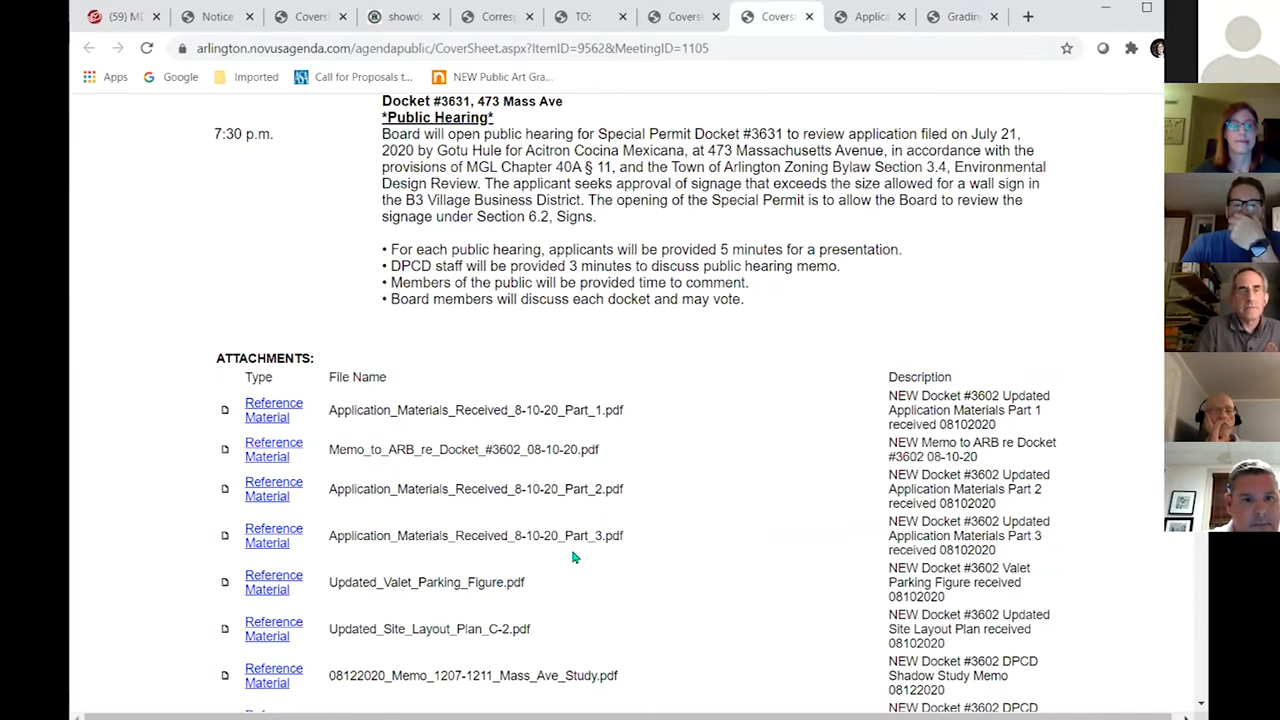 (59) MI
Notice
Covers
showdo
Corresp
TO:
Covers
Covers
Applica
Grading
arlington.novusagenda.com/agendapublic/CoverSheet.aspx?ItemID=9562&MeetingID=1105
Apps
Google
Imported
Call for Proposals t...
NEW Public Art Gra...
Docket #3631, 473 Mass Ave
*Public Hearing*
7:30 p.m.
Board will open public hearing for Special Permit Docket #3631 to review application filed on July 21,
2020 by Gotu Hule for Acitron Cocina Mexicana, at 473 Massachusetts Avenue, in accordance with the
provisions of MGL Chapter 40A § 11, and the Town of Arlington Zoning Bylaw Section 3.4, Environmental
Design Review. The applicant seeks approval of signage that exceeds the size allowed for a wall sign in
the B3 Village Business District. The opening of the Special Permit is to allow the Board to review the
signage under Section 6.2, Signs.
• For each public hearing, applicants will be provided 5 minutes for a presentation.
• DPCD staff will be provided 3 minutes to discuss public hearing memo.
• Members of the public will be provided time to comment.
• Board members will discuss each docket and may vote.
ATTACHMENTS:
Type
File Name
Description
Reference
Material
Application_Materials_Received_8-10-20_Part_1.pdf
NEW Docket #3602 Updated
Application Materials Part 1
received 08102020
Reference
Material
Memo_to_ARB_re_Docket_#3602_08-10-20.pdf
NEW Memo to ARB re Docket
#3602 08-10-20
Reference
Material
Application_Materials_Received_8-10-20_Part_2.pdf
NEW Docket #3602 Updated
Application Materials Part 2
received 08102020
Reference
Material
Application_Materials_Received_8-10-20_Part_3.pdf
NEW Docket #3602 Updated
Application Materials Part 3
received 08102020
Reference
Material
Updated_Valet_Parking_Figure.pdf
NEW Docket #3602 Valet
Parking Figure received
08102020
Reference
Material
Updated_Site_Layout_Plan_C-2.pdf
NEW Docket #3602 Updated
Site Layout Plan received
08102020
Reference
Material
08122020_Memo_1207-1211_Mass_Ave_Study.pdf
NEW Docket #3602 DPCD
Shadow Study Memo
08122020
NEW Docket #3602 DPCD